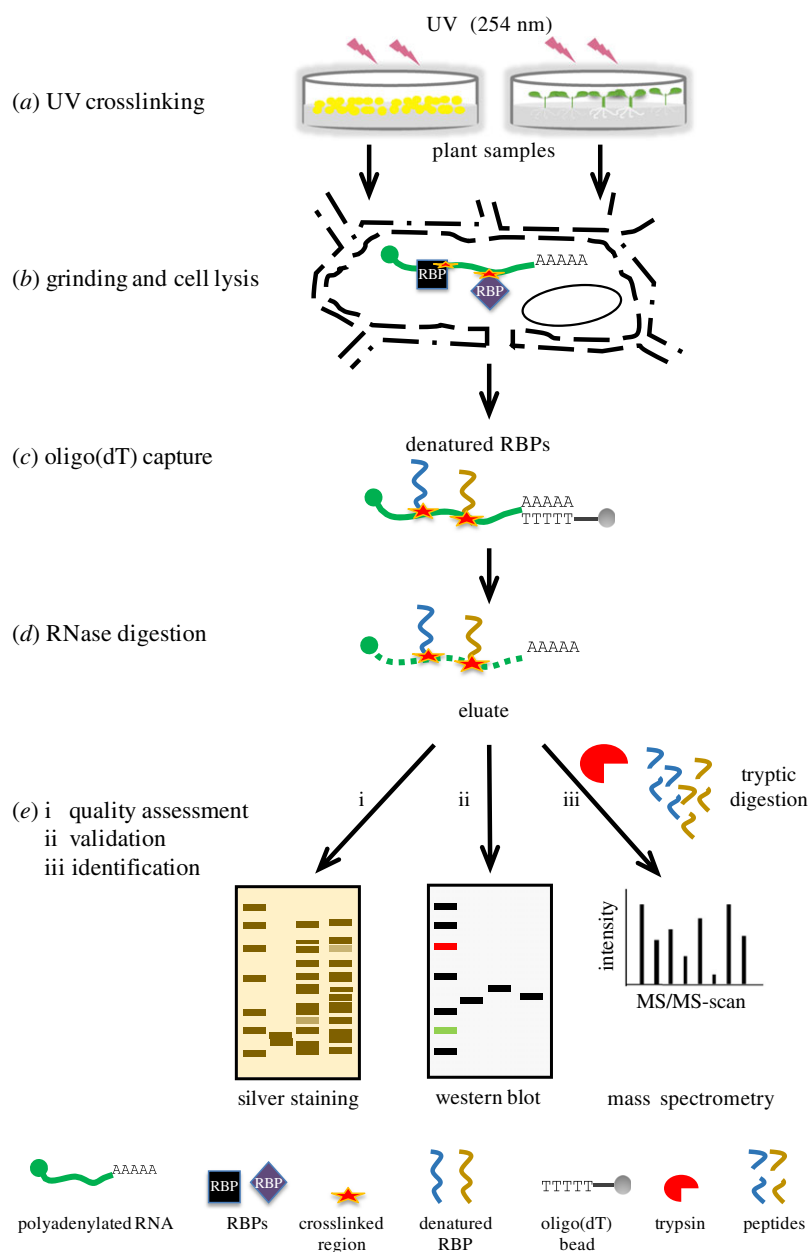 UV (254 nm)
(a) UV crosslinking
plant samples
(b) grinding and cell lysis
AAAAA
RBP
RBP
(c) oligo(dT) capture
denatured RBPs
AAAAA
TTTTT
(d) RNase digestion
AAAAA
eluate
tryptic
digestion
i
ii
iii
(e) i quality assessment
ii validation
iii identification
intensity
MS/MS-scan
silver staining
western blot
mass spectrometry
AAAAA
RBP
RBP
TTTTT
polyadenylated RNA
RBPs
crosslinked
region
denatured
RBP
oligo(dT)
bead
trypsin
peptides